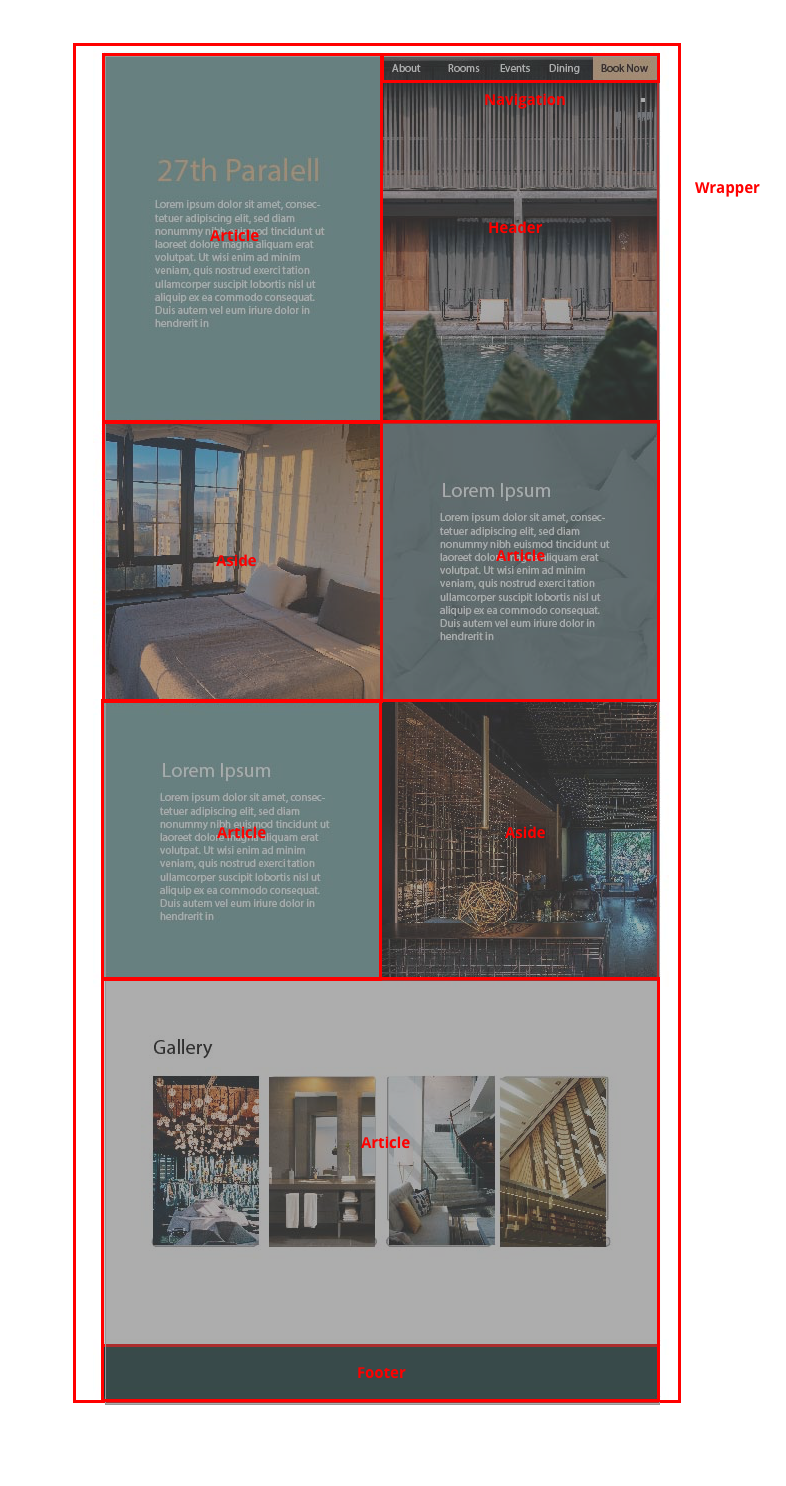 About Rooms Events Dining Book Now
Navigation
Wrapper
27th Paralell
Lorem ipsum dolor sit amet, consec-
tetuer adipiscing elit, sed diam
nonummy nibh euismod tincidunt ut
Article
laoreet dolore magna aliquam erat
volutpat. Ut wisi enim ad minim
veniam, quis nostrud exerci tation
ullamcorper suscipit lobortis nisl ut
aliquip ex ea commodo consequat.
Duis autem vel eum iriure dolor in
hendrerit in
Header
Aside
Lorem Ipsum
Lorem ipsum dolor sit amet, consec-
tetuer adipiscing elit, sed diam
nonummy nibh euismod tincidunt ut
Article
laoreet dolore magna aliquam erat
volutpat. Ut wisi enim ad minim
veniam, quis nostrud exerci tation
ullamcorper suscipit lobortis nisl ut
aliquip ex ea commodo consequat.
Duis autem vel eum iriure dolor in
hendrerit in
Lorem Ipsum
Lorem ipsum dolor sit amet, consec-
tetuer adipiscing elit, sed diam
nonummy nibh euismod tincidunt ut
Article
laoreet dolore magna aliquam erat
volutpat. Ut wisi enim ad minim
veniam, quis nostrud exerci tation
ullamcorper suscipit lobortis nisl ut
aliquip ex ea commodo consequat.
Duis autem vel eum iriure dolor in
hendrerit in
Aside
Gallery
Article
Footer